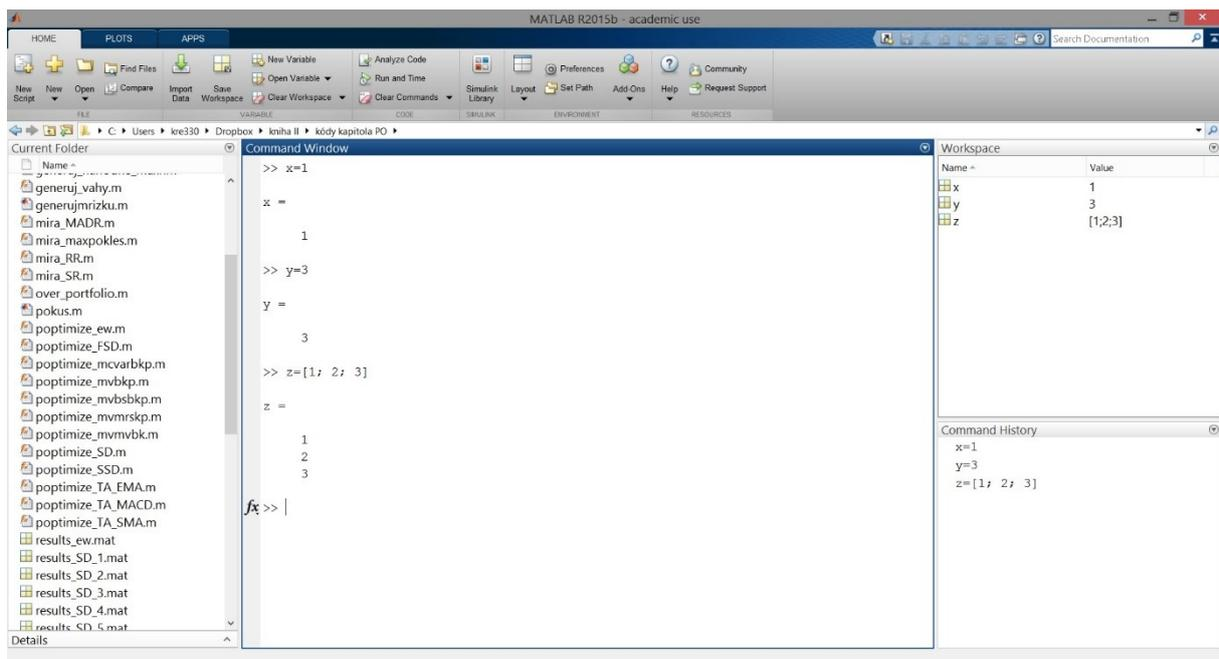 MATLAB R2015b - academic use
HOME PLOTS APPS
Search Documentation
New Script
New
Open
Find Files
Compare
Import Data
Save Workspace
New Variable
Open Variable
Clear Workspace
Analyze Code
Run and Time
Clear Commands
Simulink Library
Layout
Preferences
Set Path
Add-Ons
Help
Community
Request Support
FILE VARIABLE CODE SIMULINK ENVIRONMENT RESOURCES
C: Users kre330 Dropbox kniha II kódy kapitola PO
Current Folder
Name
generuj_vahy.m
generujmrizku.m
mira_MADR.m
mira_maxpokles.m
mira_RR.m
mira_SR.m
over_portfolio.m
pokus.m
poptimize_ew.m
poptimize_FSD.m
poptimize_mcvarbkp.m
poptimize_mvbkp.m
poptimize_mvbsbkp.m
poptimize_mvmrskp.m
poptimize_mvmvbk.m
poptimize_SD.m
poptimize_SSD.m
poptimize_TA_EMA.m
poptimize_TA_MACD.m
poptimize_TA_SMA.m
results_ew.mat
results_SD_1.mat
results_SD_2.mat
results_SD_3.mat
results_SD_4.mat
results_SD_5.mat
Details
Command Window
>> x=1
x =
1
>> y=3
y =
3
>> z=[1; 2; 3]
z =
1
2
3
fx >>
Workspace
Name Value
x 1
y 3
z [1;2;3]
Command History
x=1
y=3
z=[1; 2; 3]